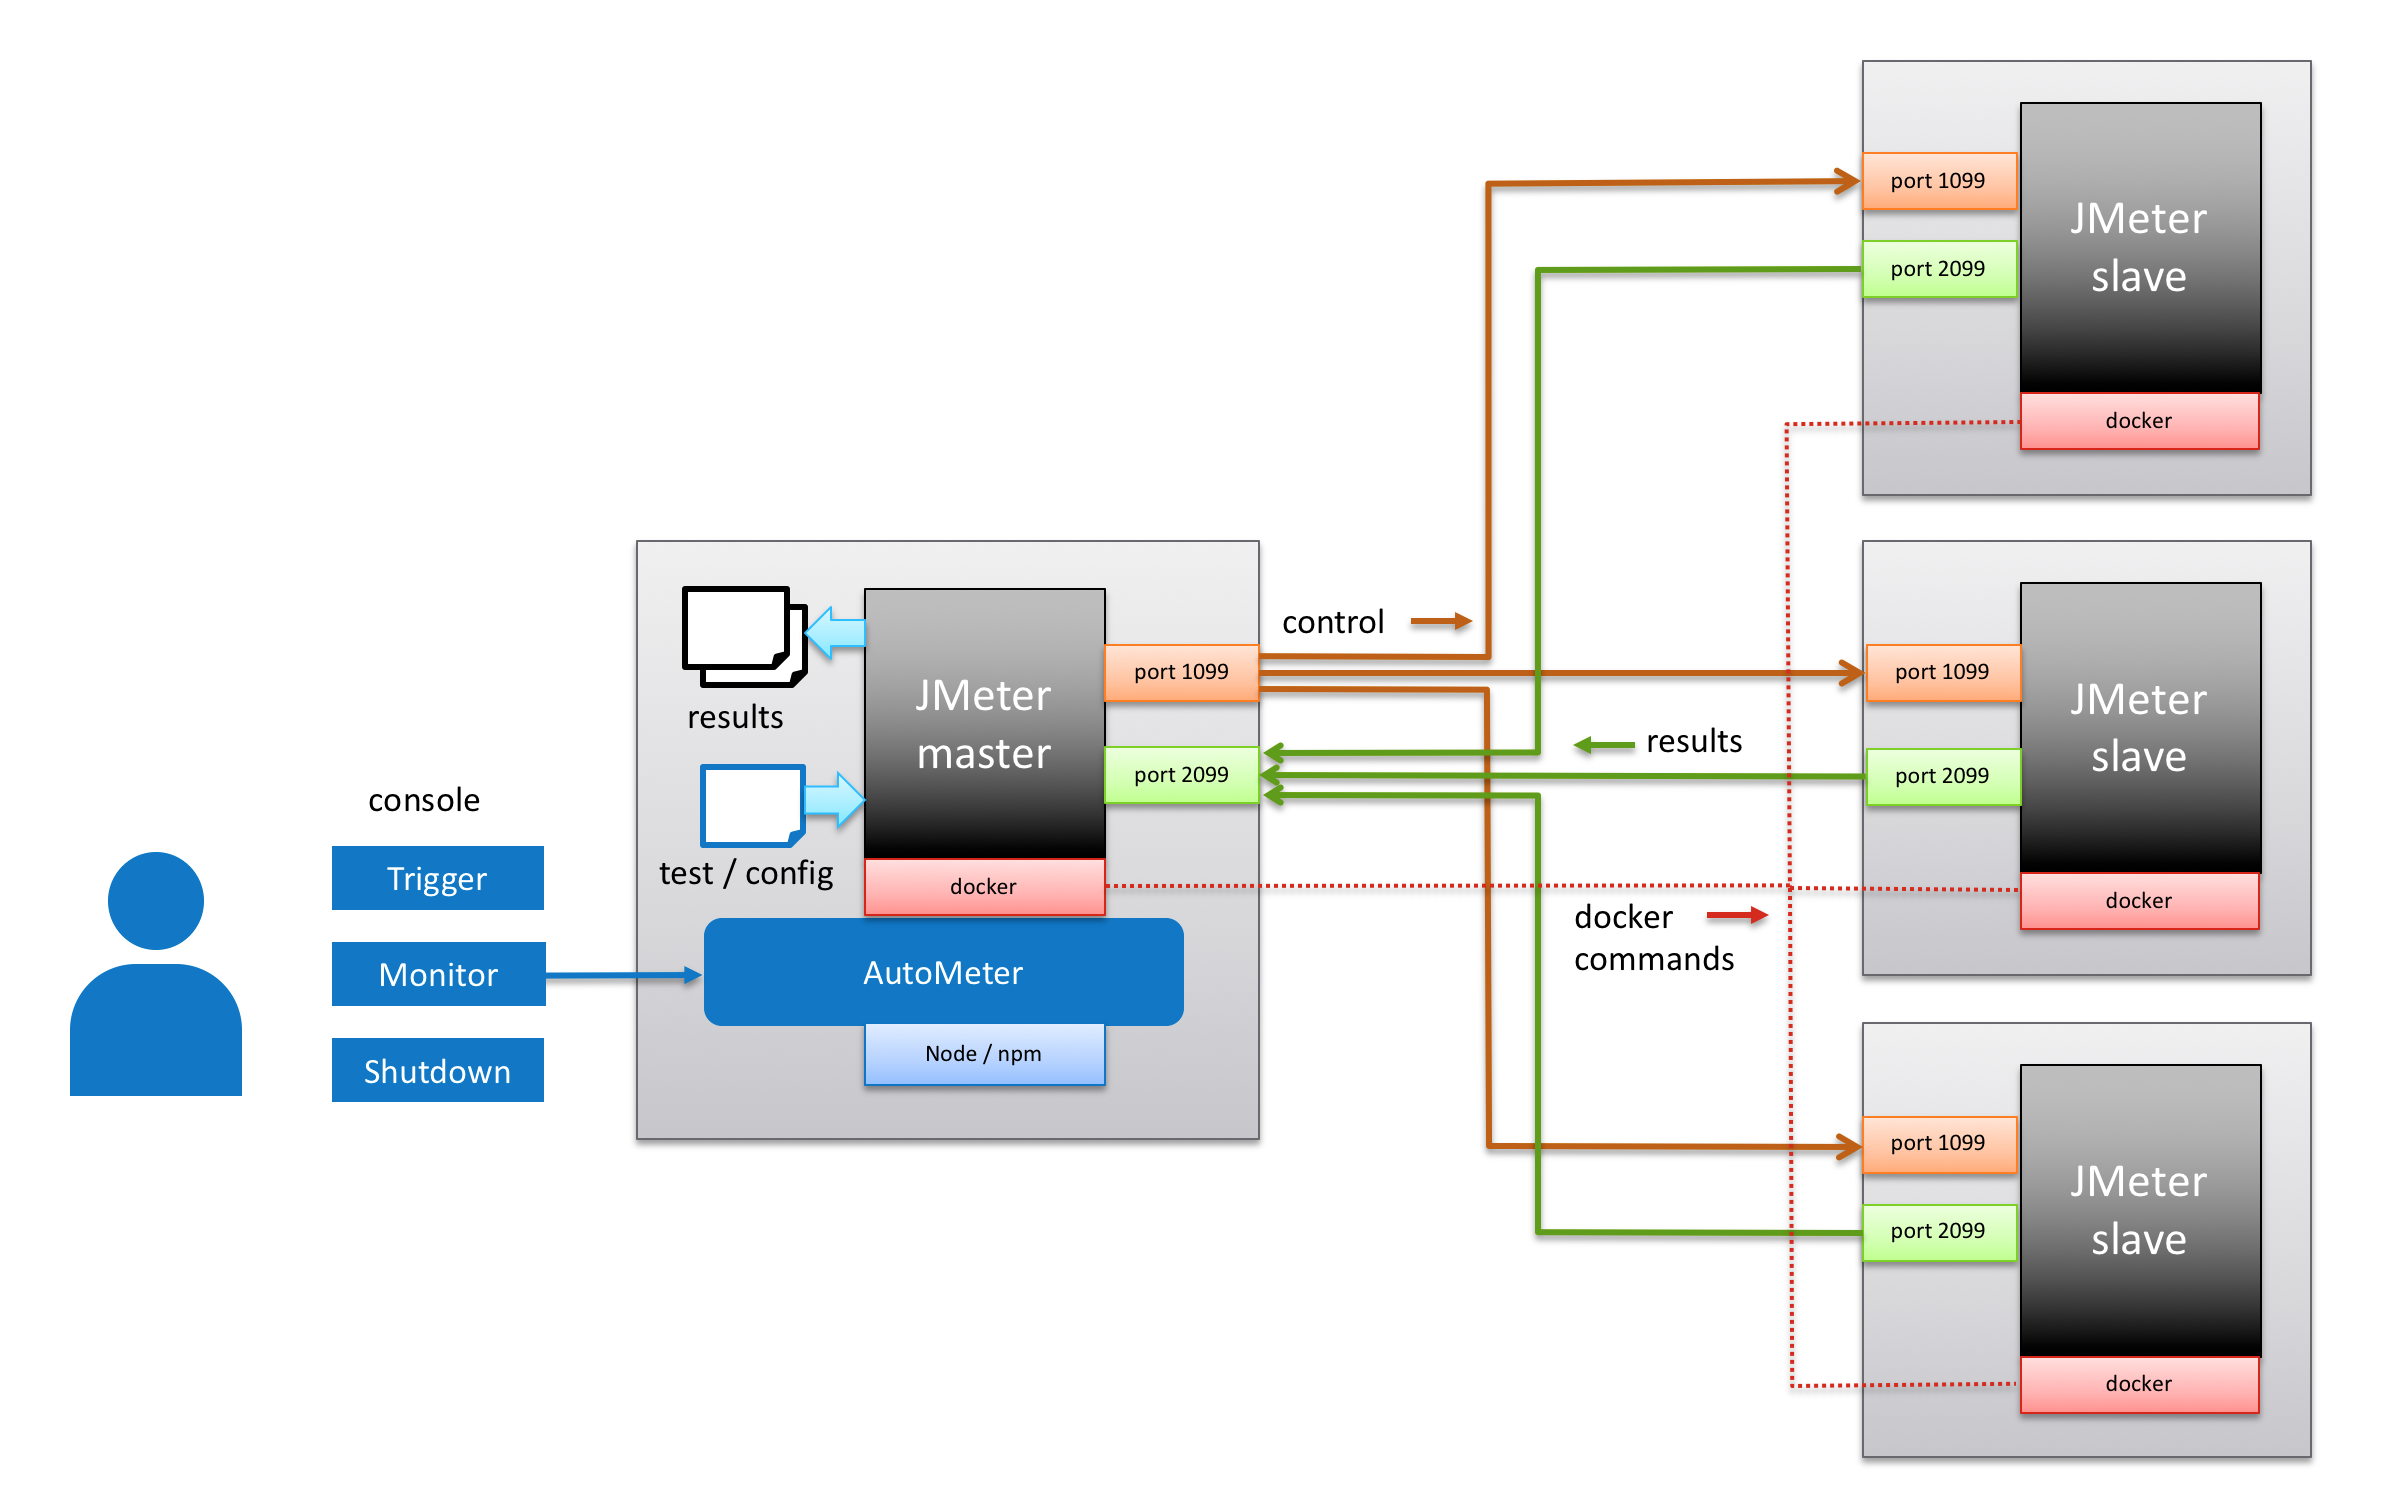 console
Trigger
Monitor
Shutdown
results
test / config
JMeter
master
port 1099
port 2099
docker
AutoMeter
Node / npm
control
results
docker
commands
port 1099
port 2099
JMeter
slave
docker
port 1099
port 2099
JMeter
slave
docker
port 1099
port 2099
JMeter
slave
docker